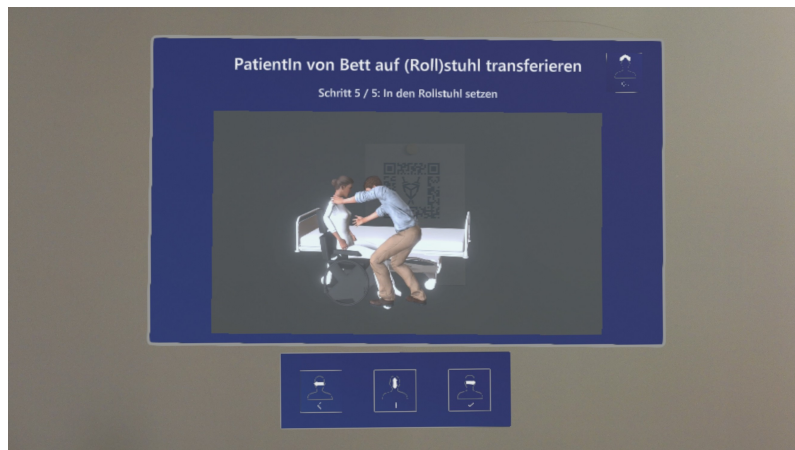 PatientIn von Bett auf (Roll)stuhl transferieren
Schritt 5 / 5: In den Rollstuhl setzen